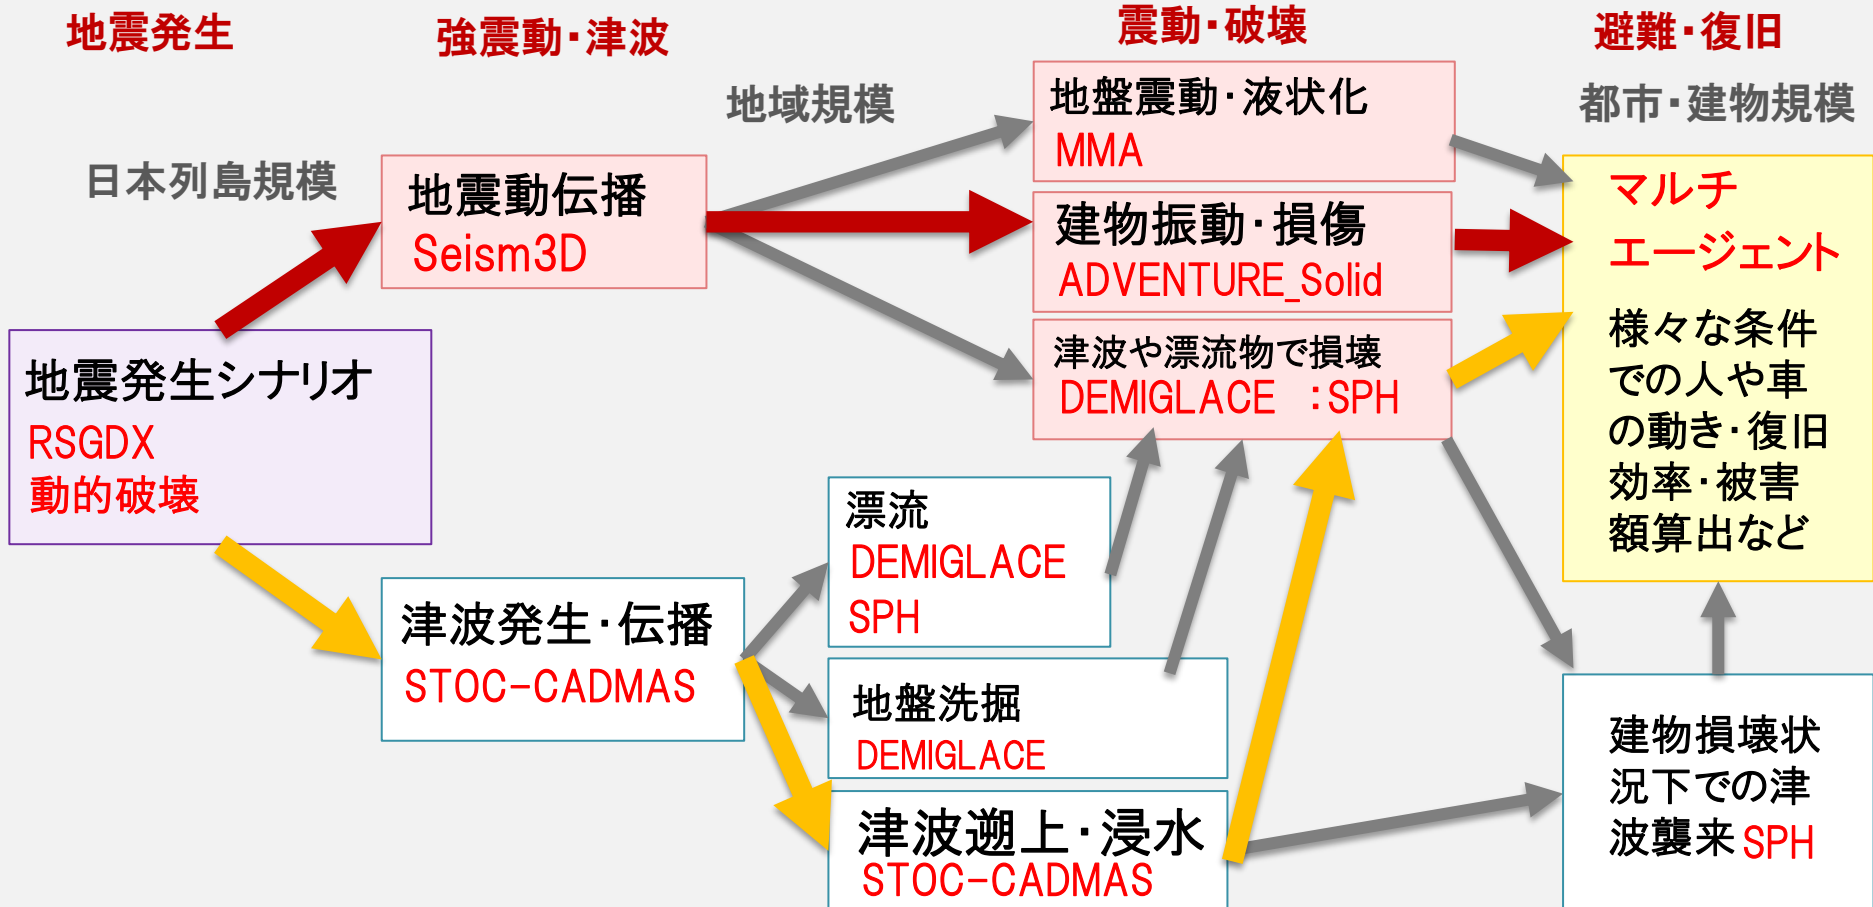 地震発生
強震動・津波
震動・破壊
避難・復旧
日本列島規模
地域規模
都市・建物規模
地震発生シナリオ
RSGDX
動的破壊
地震動伝播
Seism3D
津波発生・伝播
STOC-CADMAS
地盤震動・液状化
MMA
建物振動・損傷
ADVENTURE_Solid
津波や漂流物で損壊
DEMIGLACE :SPH
漂流
DEMIGLACE
SPH
地盤洗掘
DEMIGLACE
津波遡上・浸水
STOC-CADMAS
マルチ
エージェント
様々な条件
での人や車
の動き・復旧
効率・被害
額算出など
建物損壊状
況下での津
波襲来 SPH